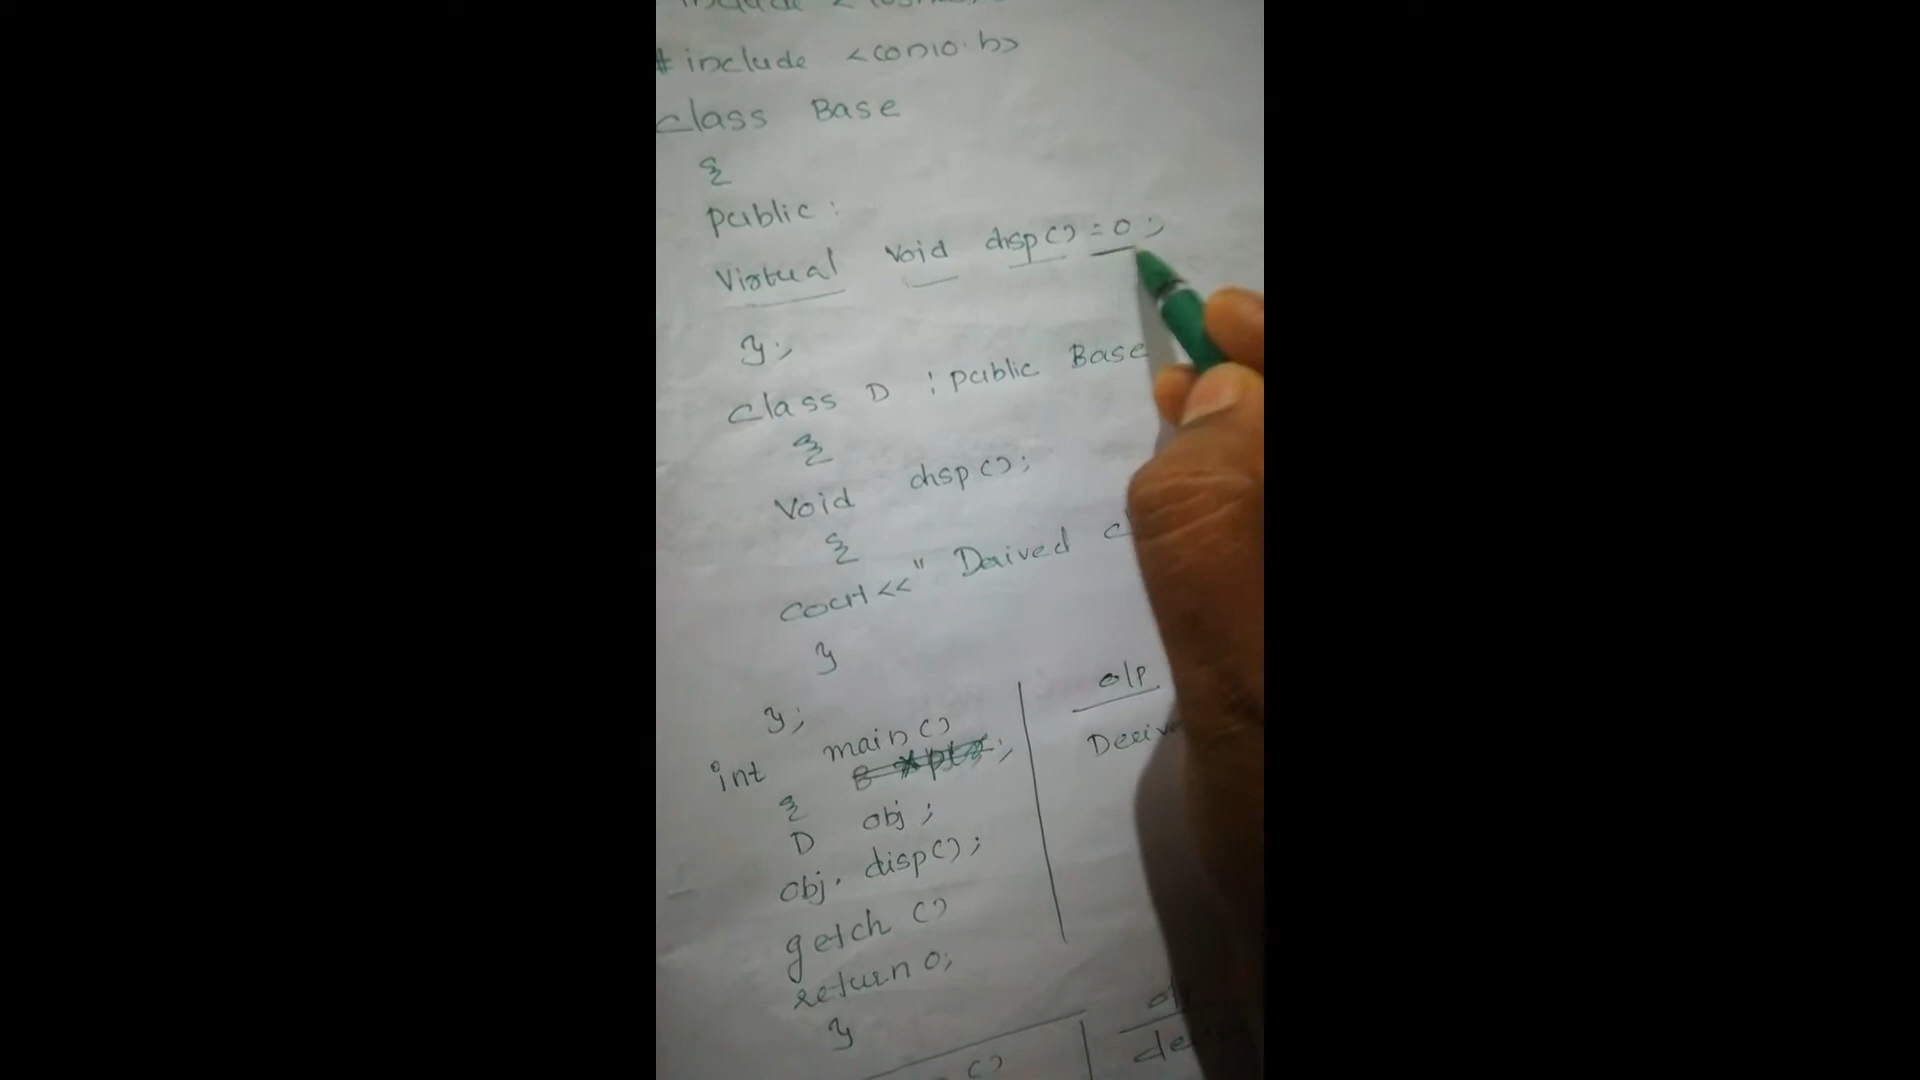 #include <conio.h>
class Base
{
public:
Virtual void disp() = 0;
};
class D : public Base
{
Void disp();
{
cout<<" Derived
}
};
int main()
{
D obj;
obj. disp();
getch ()
return 0;
}
o/p
()